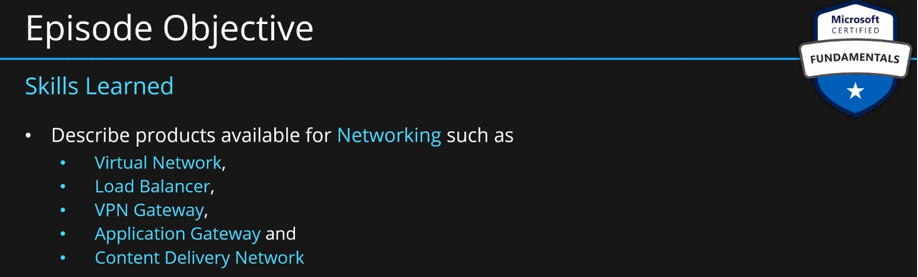 Episode Objective
Microsoft
CERTIFIED
FUNDAMENTALS
Skills Learned
• Describe products available for Networking such as
• Virtual Network,
• Load Balancer,
• VPN Gateway,
• Application Gateway and
• Content Delivery Network